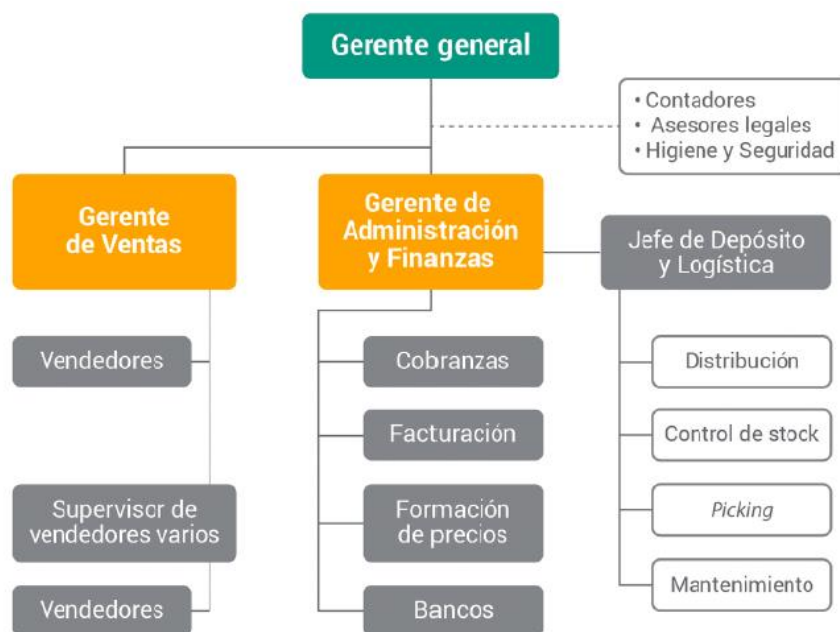 Gerente general
• Contadores
• Asesores legales
• Higiene y Seguridad
Gerente
de Ventas
Gerente de
Administración
y Finanzas
Jefe de Depósito
y Logística
Vendedores
Cobranzas
Distribución
Facturación
Control de stock
Supervisor de
vendedores varios
Formación
de precios
Picking
Vendedores
Bancos
Mantenimiento